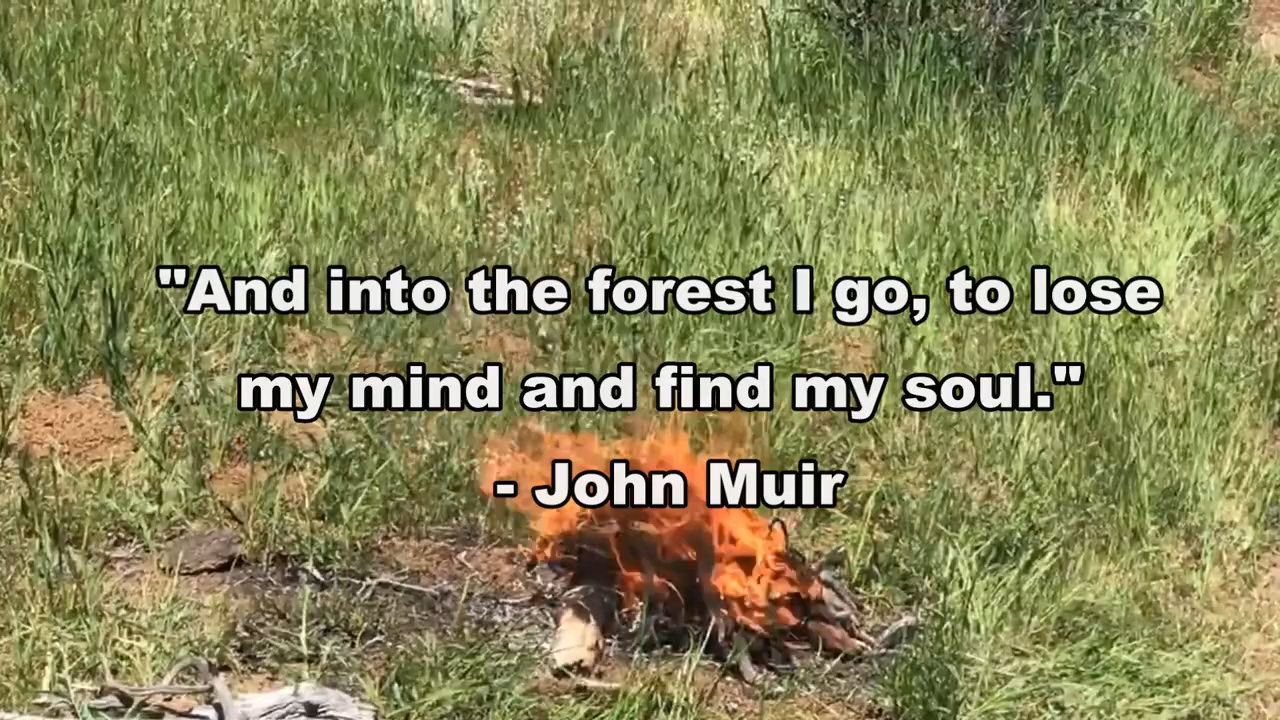 "And into the forest I go, to lose
my mind and find my soul."
- John Muir